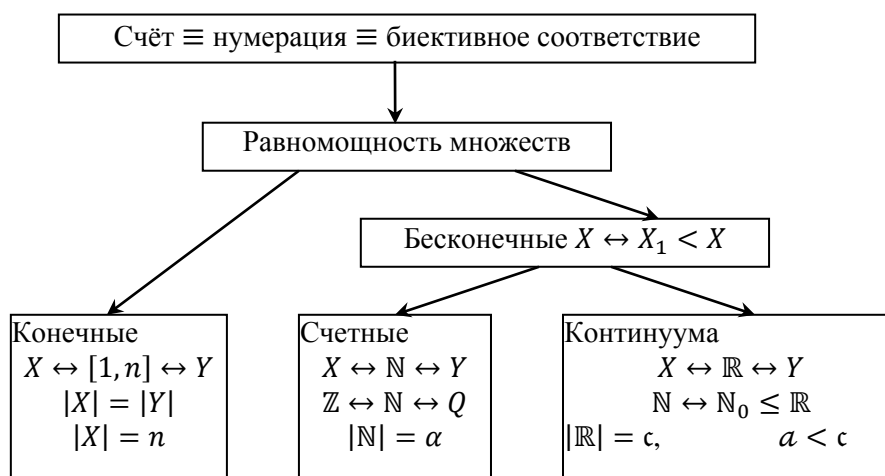 Счёт ≡ нумерация ≡ биективное соответствие
Равномощность множеств
Бесконечные 𝑋 ↔ 𝑋₁ < 𝑋
Конечные
𝑋 ↔ [1, 𝑛] ↔ 𝑌
|𝑋| = |𝑌|
|𝑋| = 𝑛
Счетные
𝑋 ↔ ℕ ↔ 𝑌
ℤ ↔ ℕ ↔ 𝑄
|ℕ| = 𝛼
Континуума
𝑋 ↔ ℝ ↔ 𝑌
ℕ ↔ ℕ₀ ≤ ℝ
|ℝ| = 𝔠, 𝑎 < 𝔠